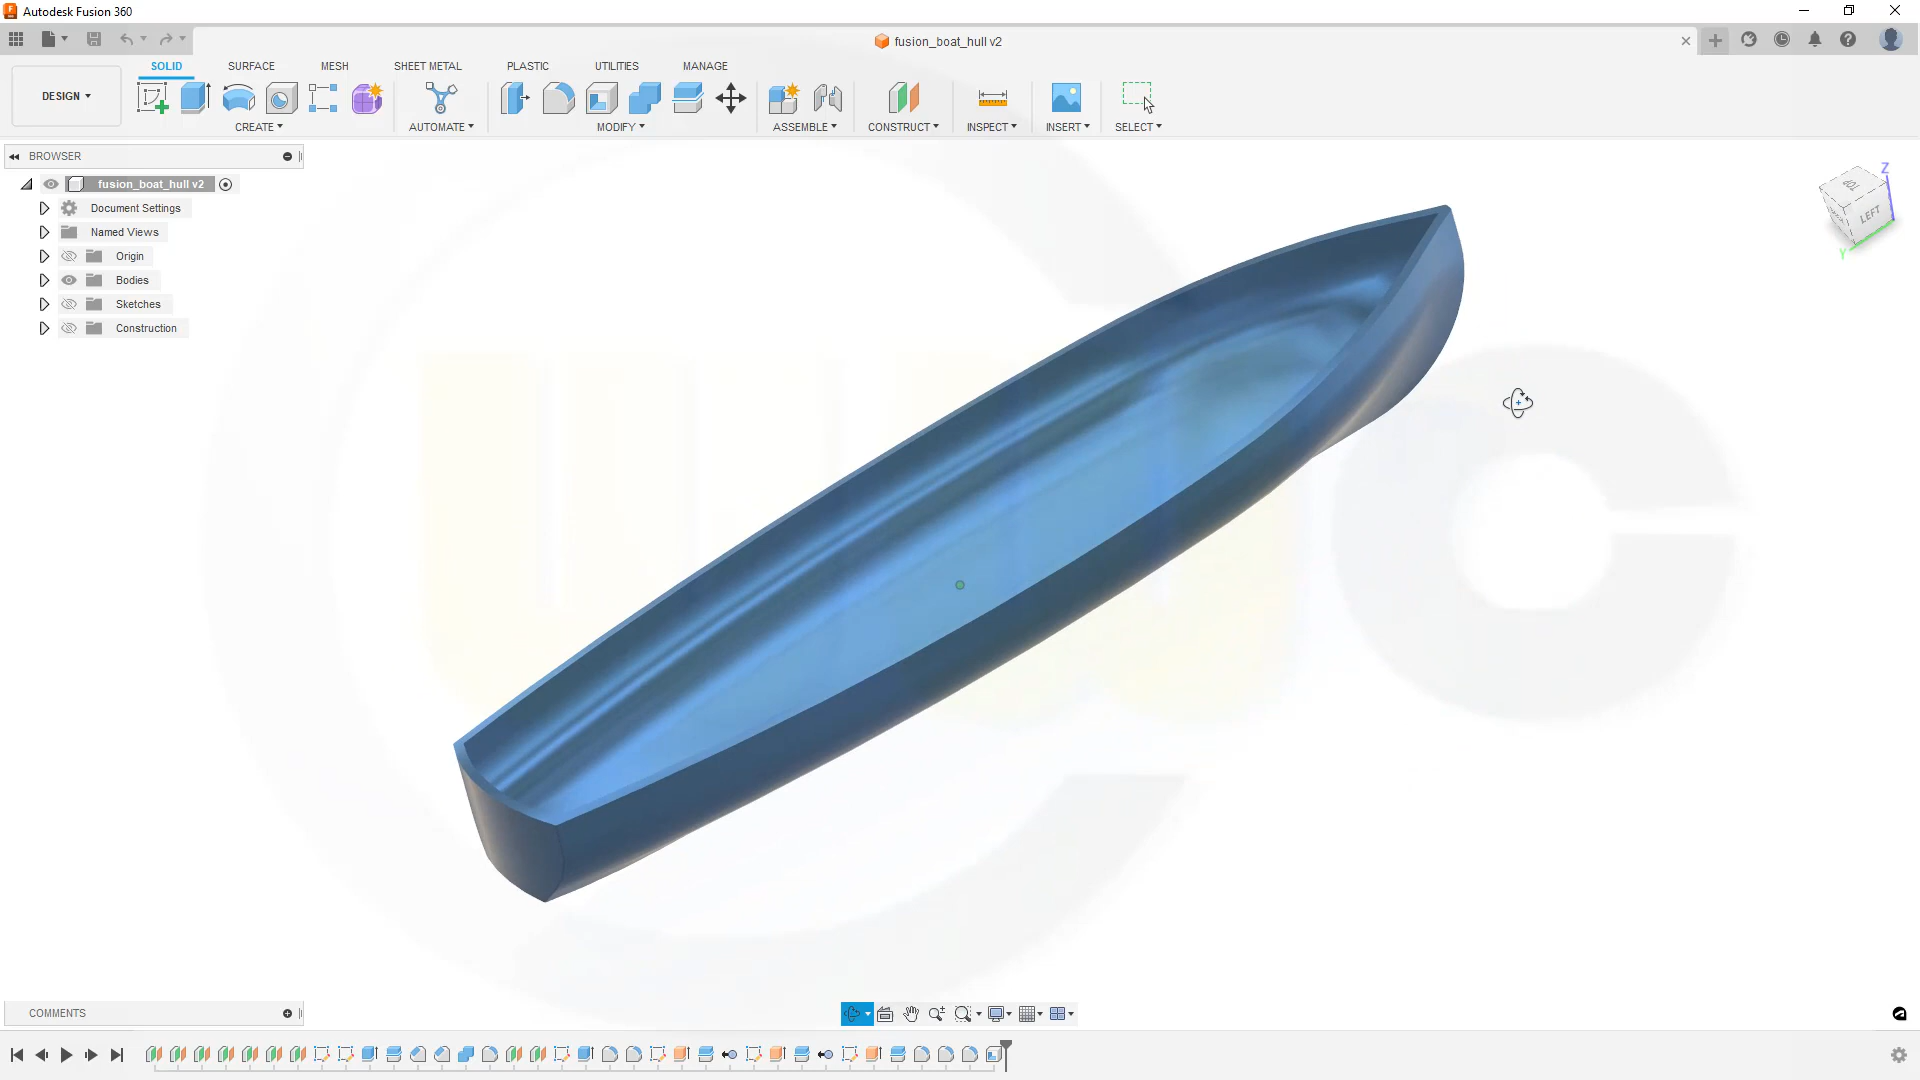 Autodesk Fusion 360
fusion_boat_hull v2
DESIGN
SOLID SURFACE MESH SHEET METAL PLASTIC UTILITIES MANAGE
CREATE AUTOMATE MODIFY ASSEMBLE CONSTRUCT INSPECT INSERT SELECT
BROWSER
fusion_boat_hull v2
Document Settings
Named Views
Origin
Bodies
Sketches
Construction
Z
TOP
LEFT
Y
COMMENTS